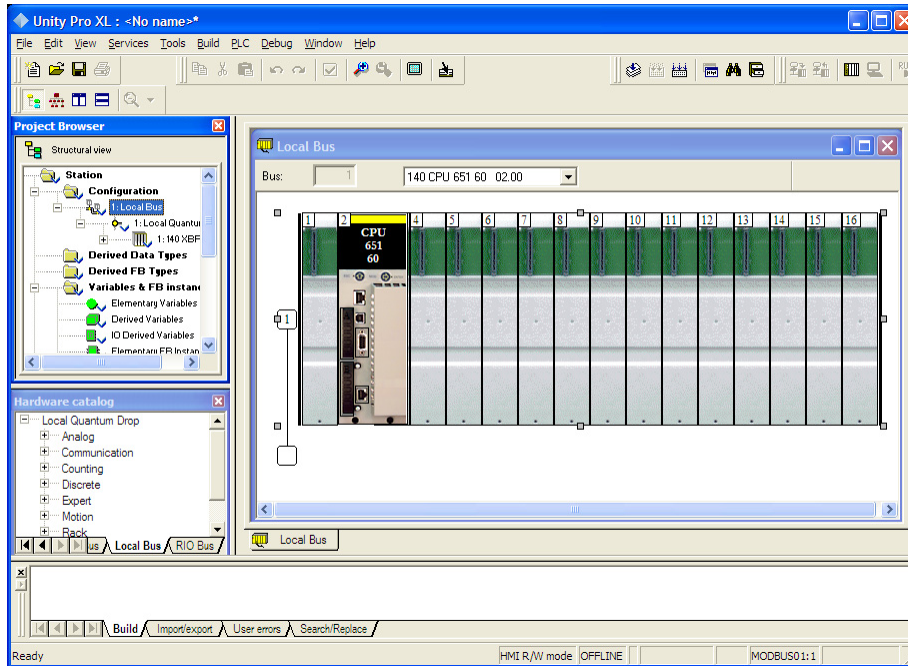 Unity Pro XL : <No name>*
File Edit View Services Tools Build PLC Debug Window Help
Project Browser
Structural view
Station
Configuration
1: Local Bus
1: Local Quantu
1: 140 XBF
Derived Data Types
Derived FB Types
Variables & FB instan
Elementary Variables
Derived Variables
IO Derived Variables
Elementary FB Instan
Hardware catalog
Local Quantum Drop
Analog
Communication
Counting
Discrete
Expert
Motion
Rack
us Local Bus RIO Bus
Local Bus
Bus: 1 140 CPU 651 60 02.00
1 2 4 5 6 7 8 9 10 11 12 13 14 15 16
CPU
651
60
1
Local Bus
Build Import/export User errors Search/Replace
Ready HMI R/W mode OFFLINE MODBUS01:1